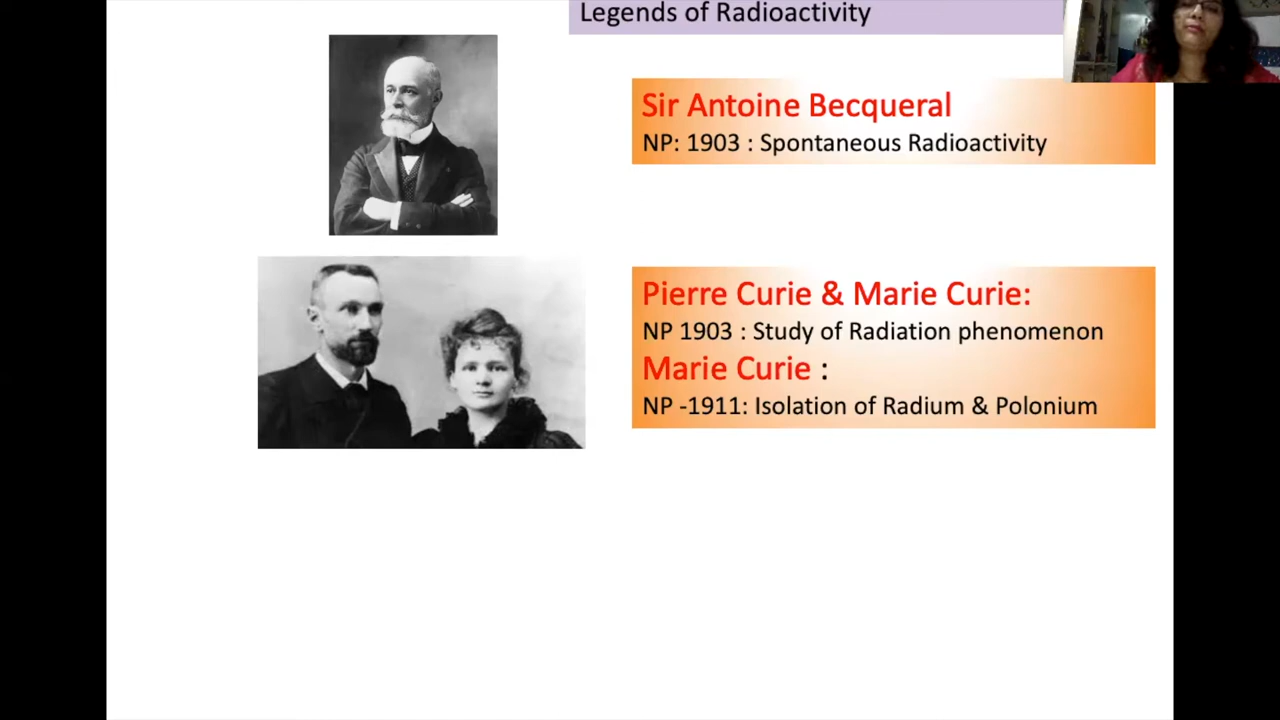 Legends of Radioactivity
Sir Antoine Becqueral
NP: 1903 : Spontaneous Radioactivity
Pierre Curie & Marie Curie:
NP 1903 : Study of Radiation phenomenon
Marie Curie :
NP -1911: Isolation of Radium & Polonium